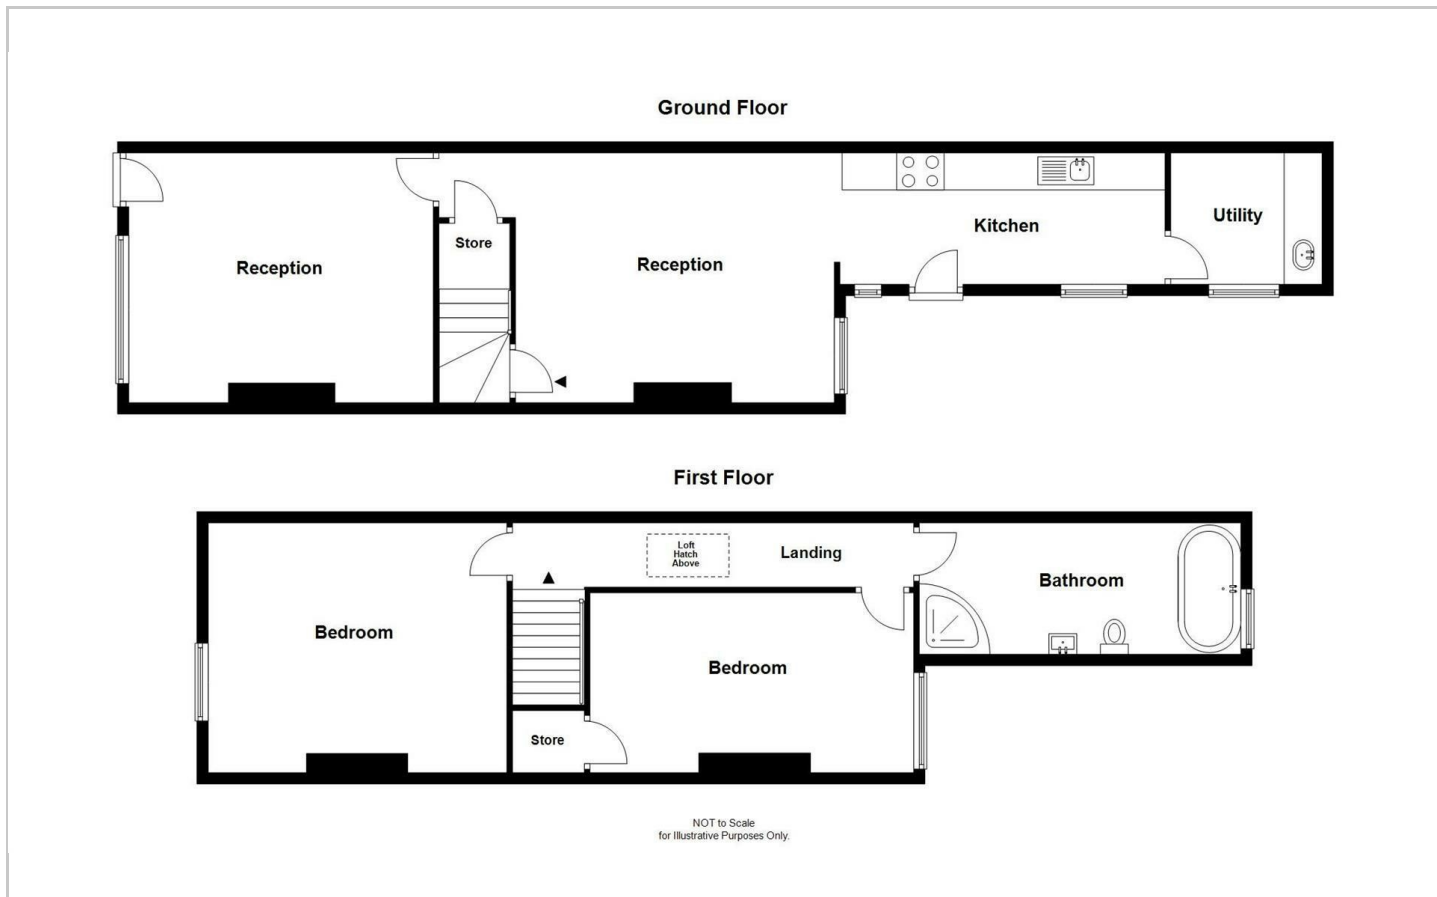 Ground Floor
Reception
Store
Reception
Kitchen
Utility
First Floor
Bedroom
Loft
Hatch
Above
Landing
Bathroom
Bedroom
Store
NOT to Scale
for Illustrative Purposes Only.